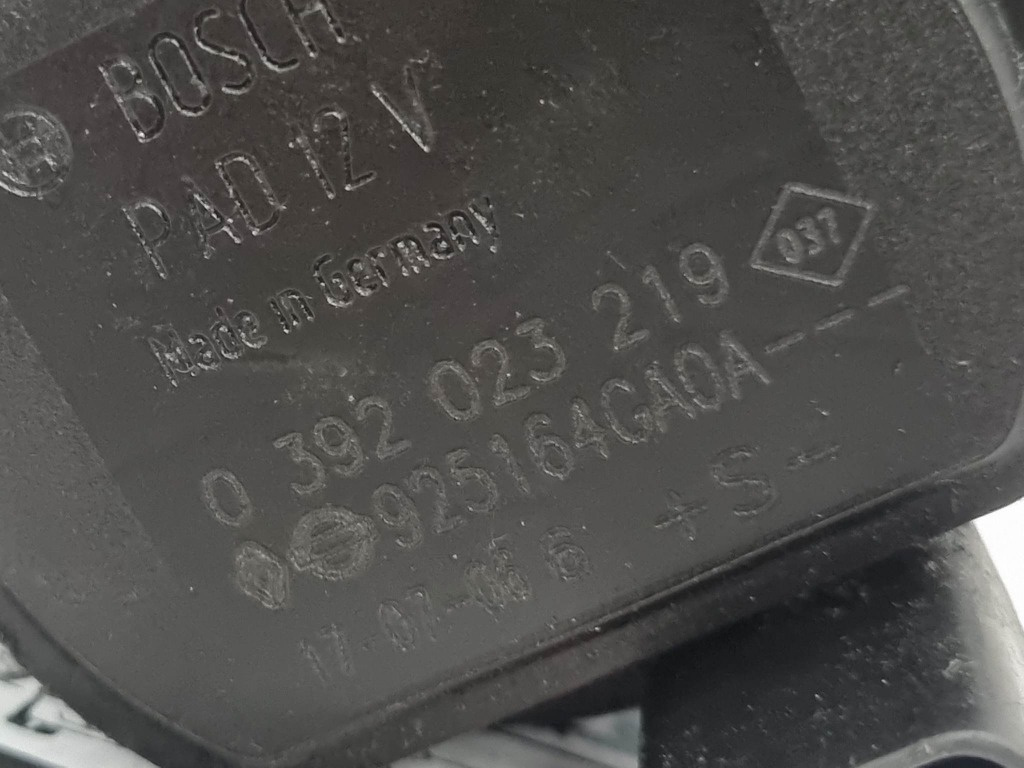 BOSCH
PAD 12 V
Made in Germany
037
0 392 023 219
925164GA0A---
17-07-06 6 + S -